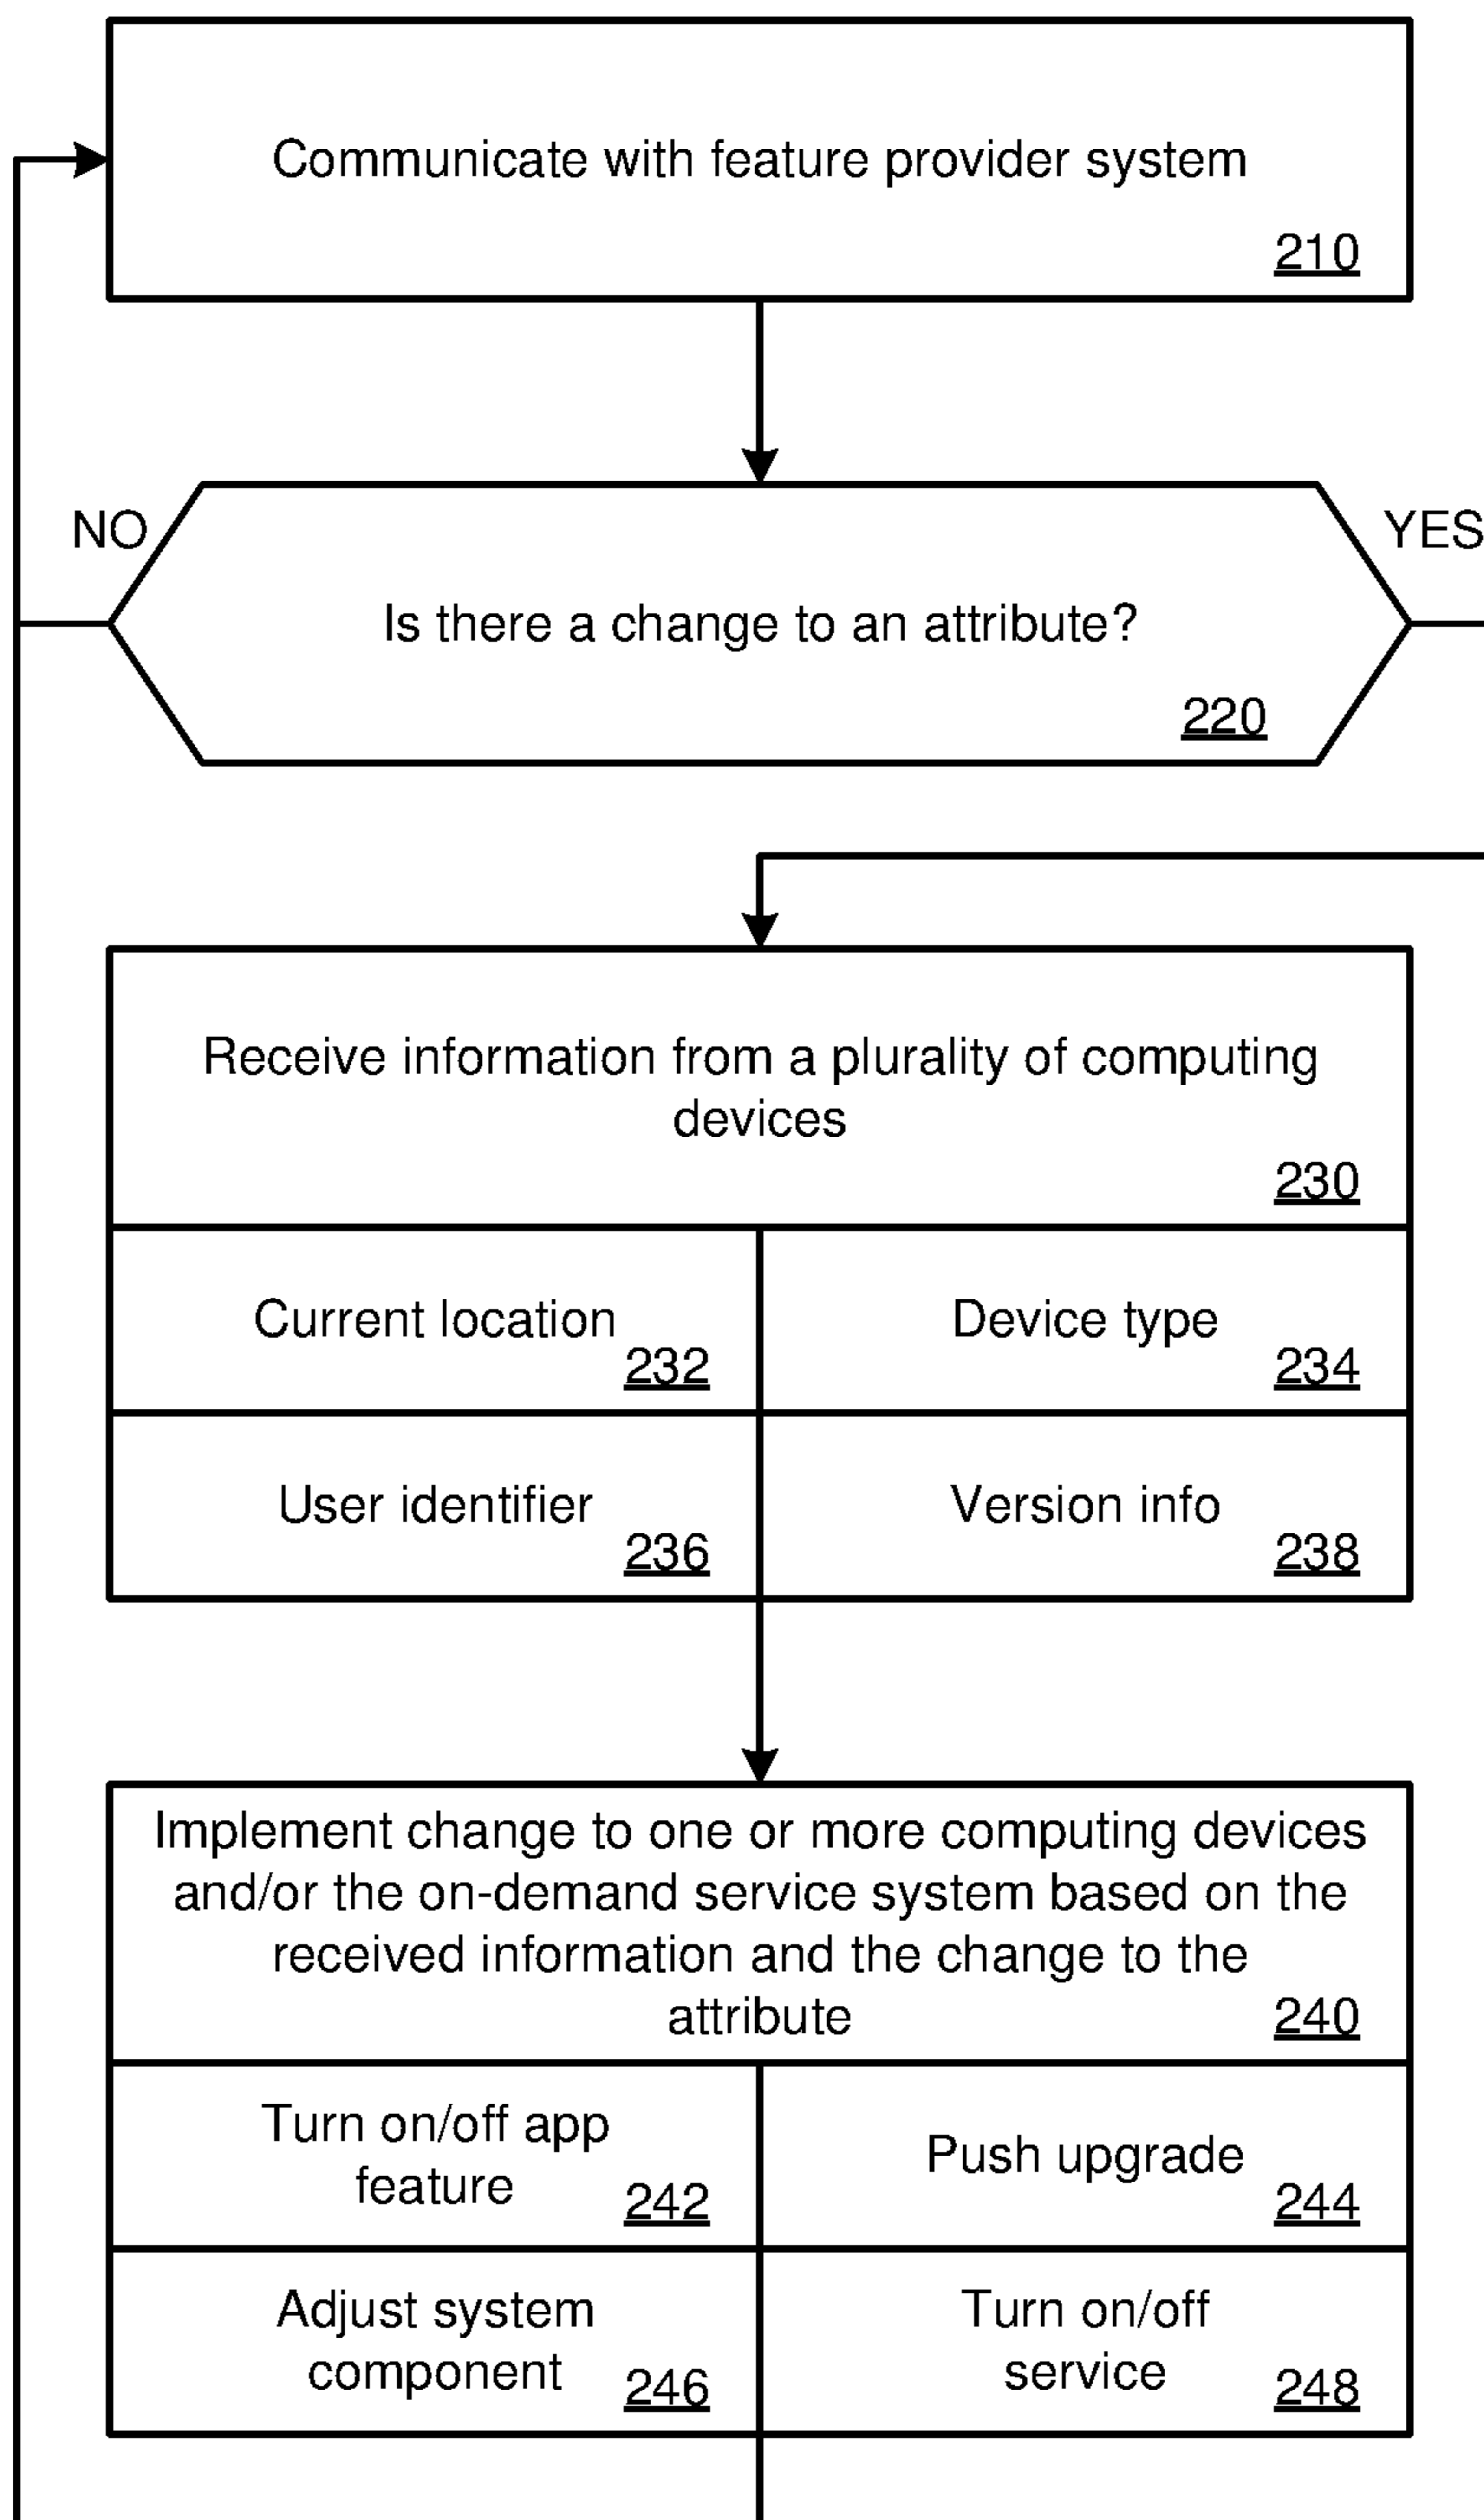 Communicate with feature provider system
210
NO
YES
Is there a change to an attribute?
220
Receive information from a plurality of computing
devices
230
Current location
232
Device type
234
User identifier
236
Version info
238
Implement change to one or more computing devices
and/or the on-demand service system based on the
received information and the change to the
attribute
240
Turn on/off app
feature
242
Push upgrade
244
Adjust system
component
246
Turn on/off
service
248